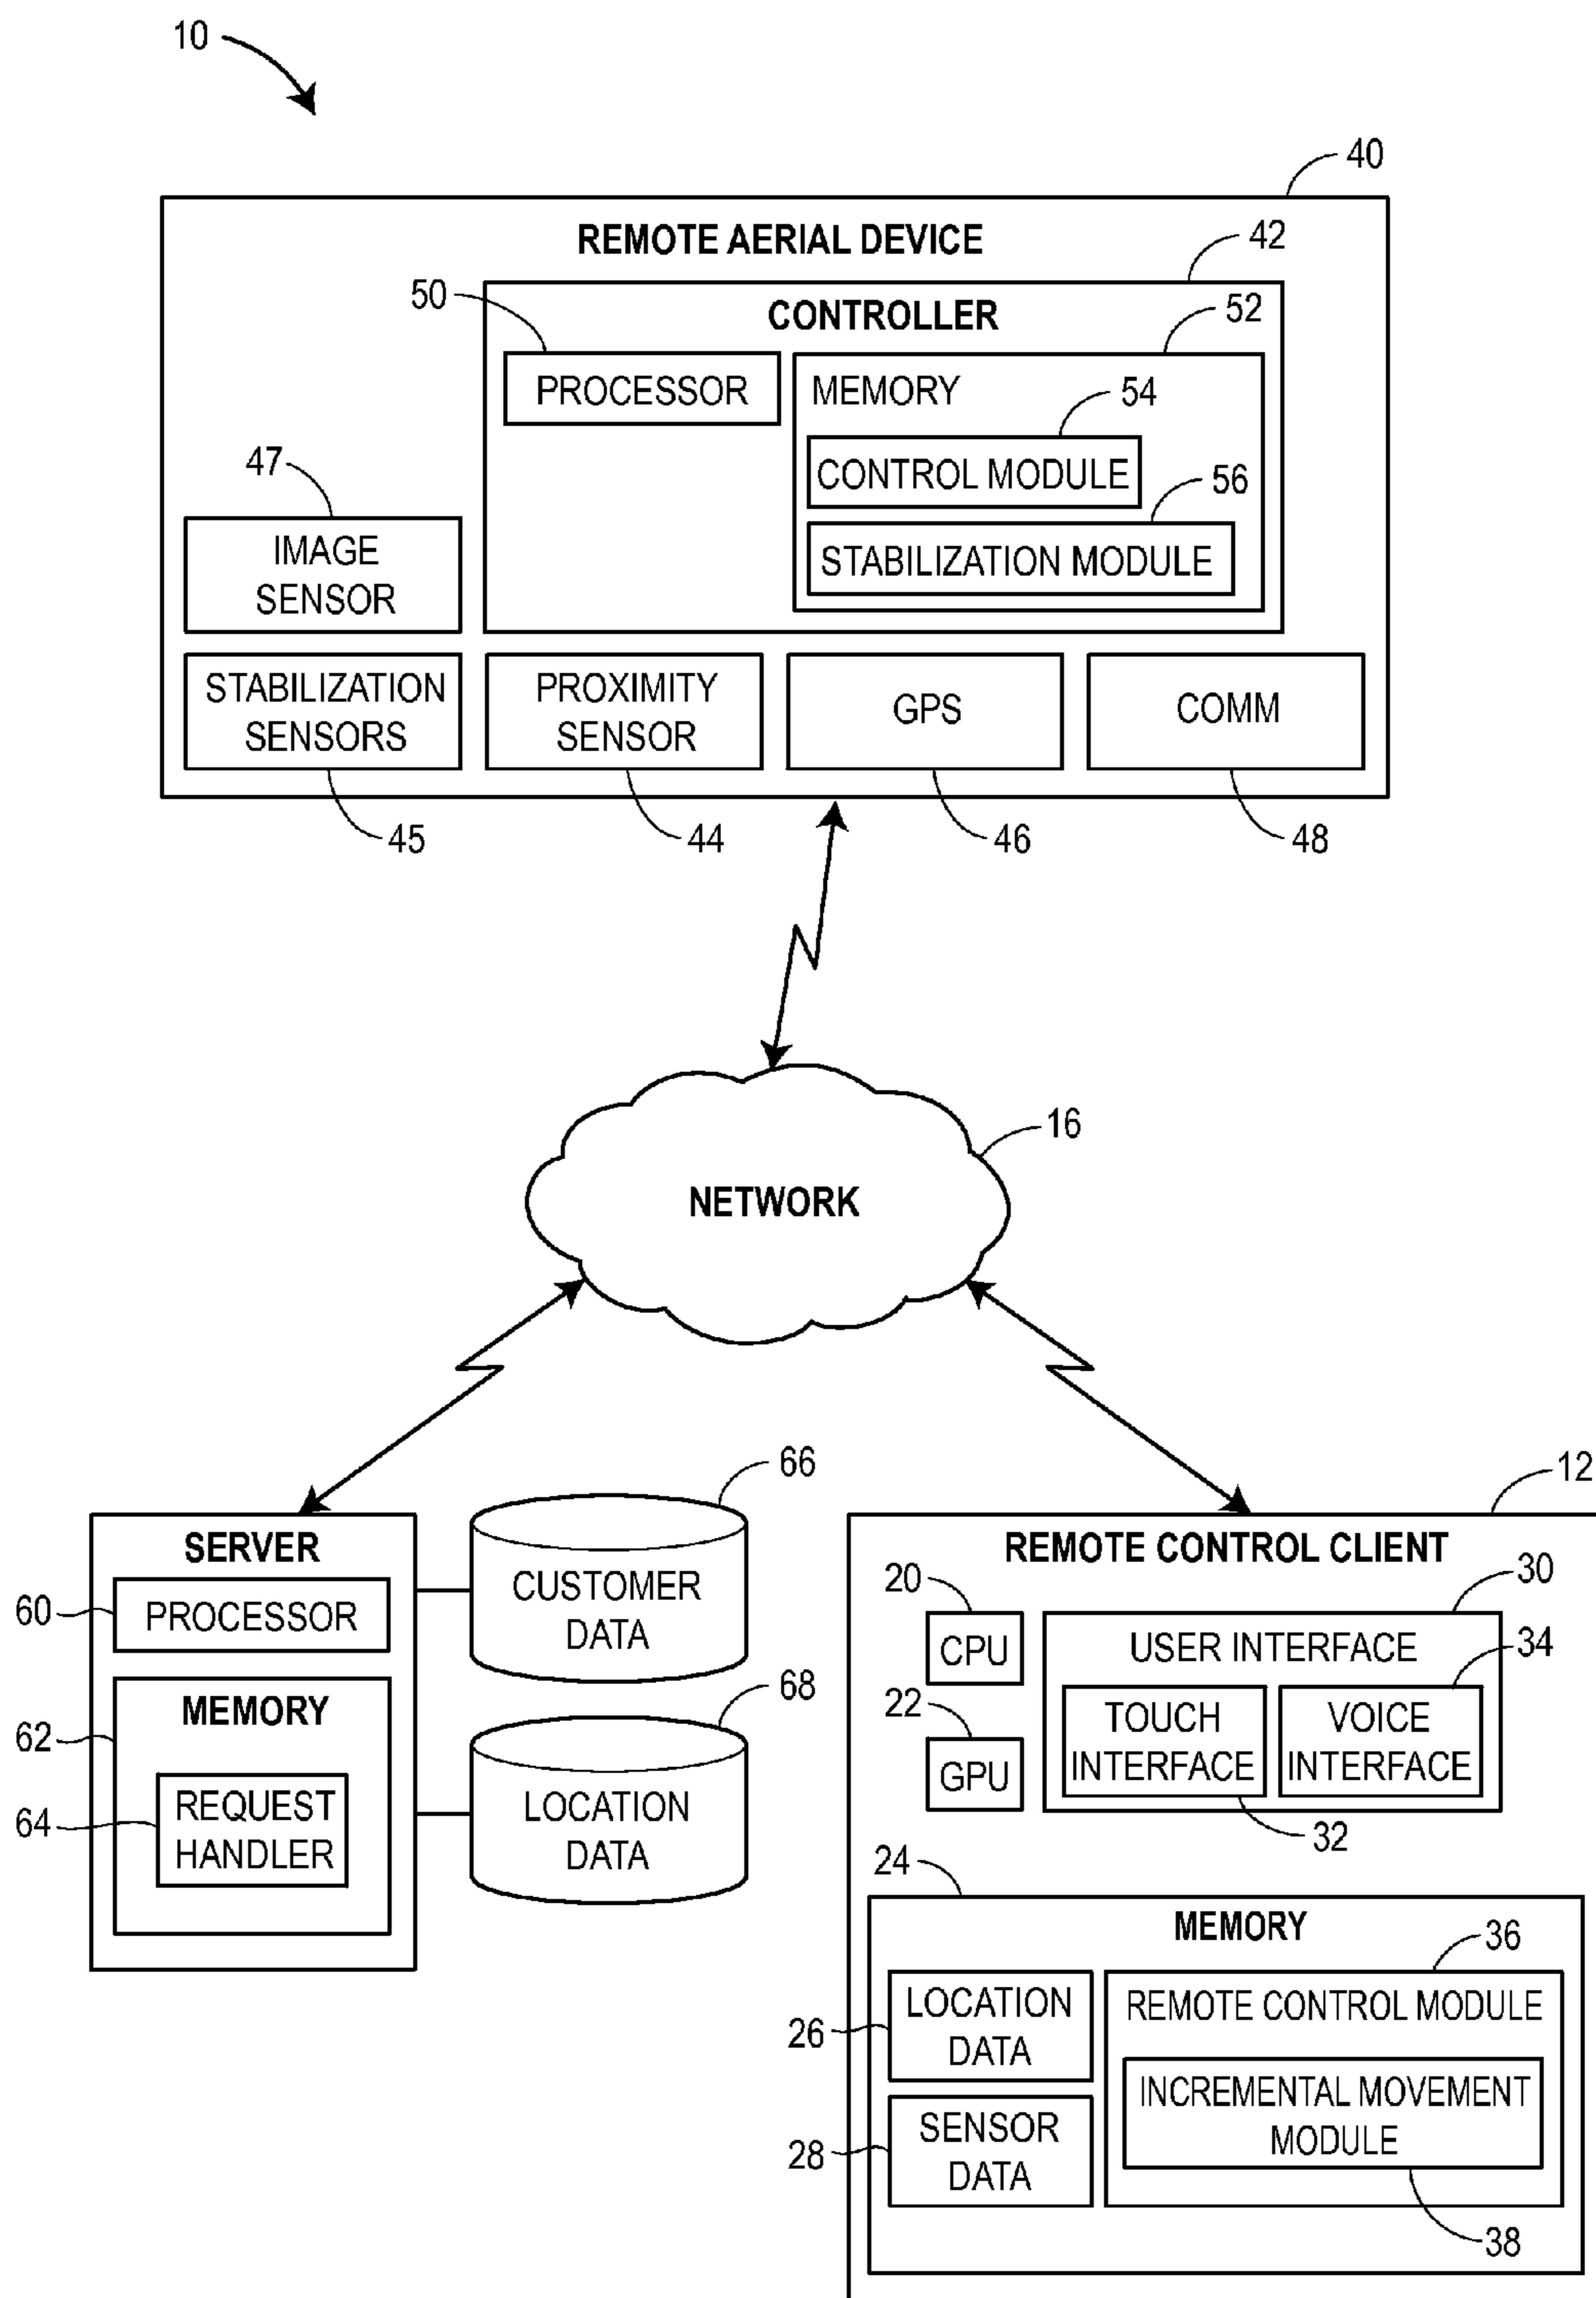 10
40
REMOTE AERIAL DEVICE
42
50
CONTROLLER
52
PROCESSOR
MEMORY
54
CONTROL MODULE
47
56
IMAGE
SENSOR
STABILIZATION MODULE
STABILIZATION
SENSORS
PROXIMITY
SENSOR
GPS
COMM
45
44
46
48
16
NETWORK
66
12
SERVER
60
PROCESSOR
CUSTOMER
DATA
MEMORY
62
68
64
REQUEST
HANDLER
LOCATION
DATA
REMOTE CONTROL CLIENT
20
30
CPU
USER INTERFACE
34
22
GPU
TOUCH
INTERFACE
VOICE
INTERFACE
32
24
MEMORY
36
26
LOCATION
DATA
REMOTE CONTROL MODULE
28
SENSOR
DATA
INCREMENTAL MOVEMENT
MODULE
38